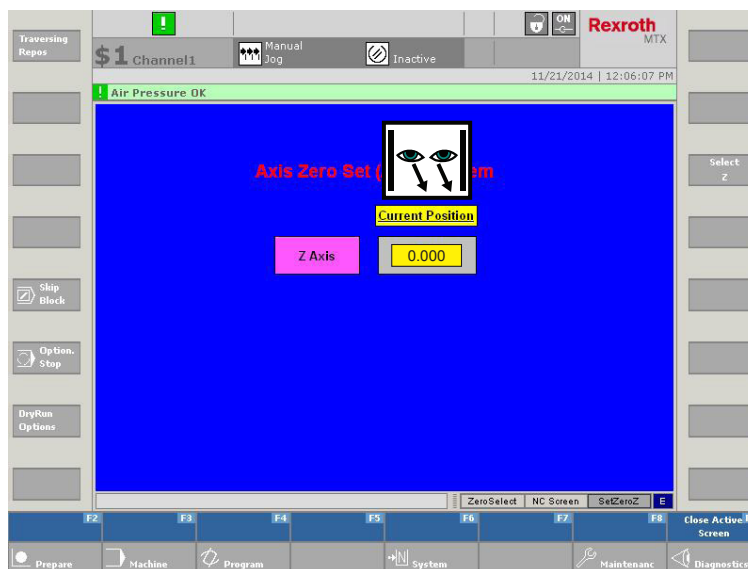 Traversing
Repos
$1 Channel1
Manual
Jog
Inactive
ON
Rexroth
MTX
11/21/2014 | 12:06:07 PM
! Air Pressure OK
Axis Zero Set (
em
Select
Z
Current Position
Z Axis
0.000
Skip
Block
Option.
Stop
DryRun
Options
ZeroSelect
NC Screen
SetZeroZ
E
F2
F3
F4
F5
F6
F7
F8
Close Active
Screen
Prepare
Machine
Program
N
System
Maintenanc
Diagnostics